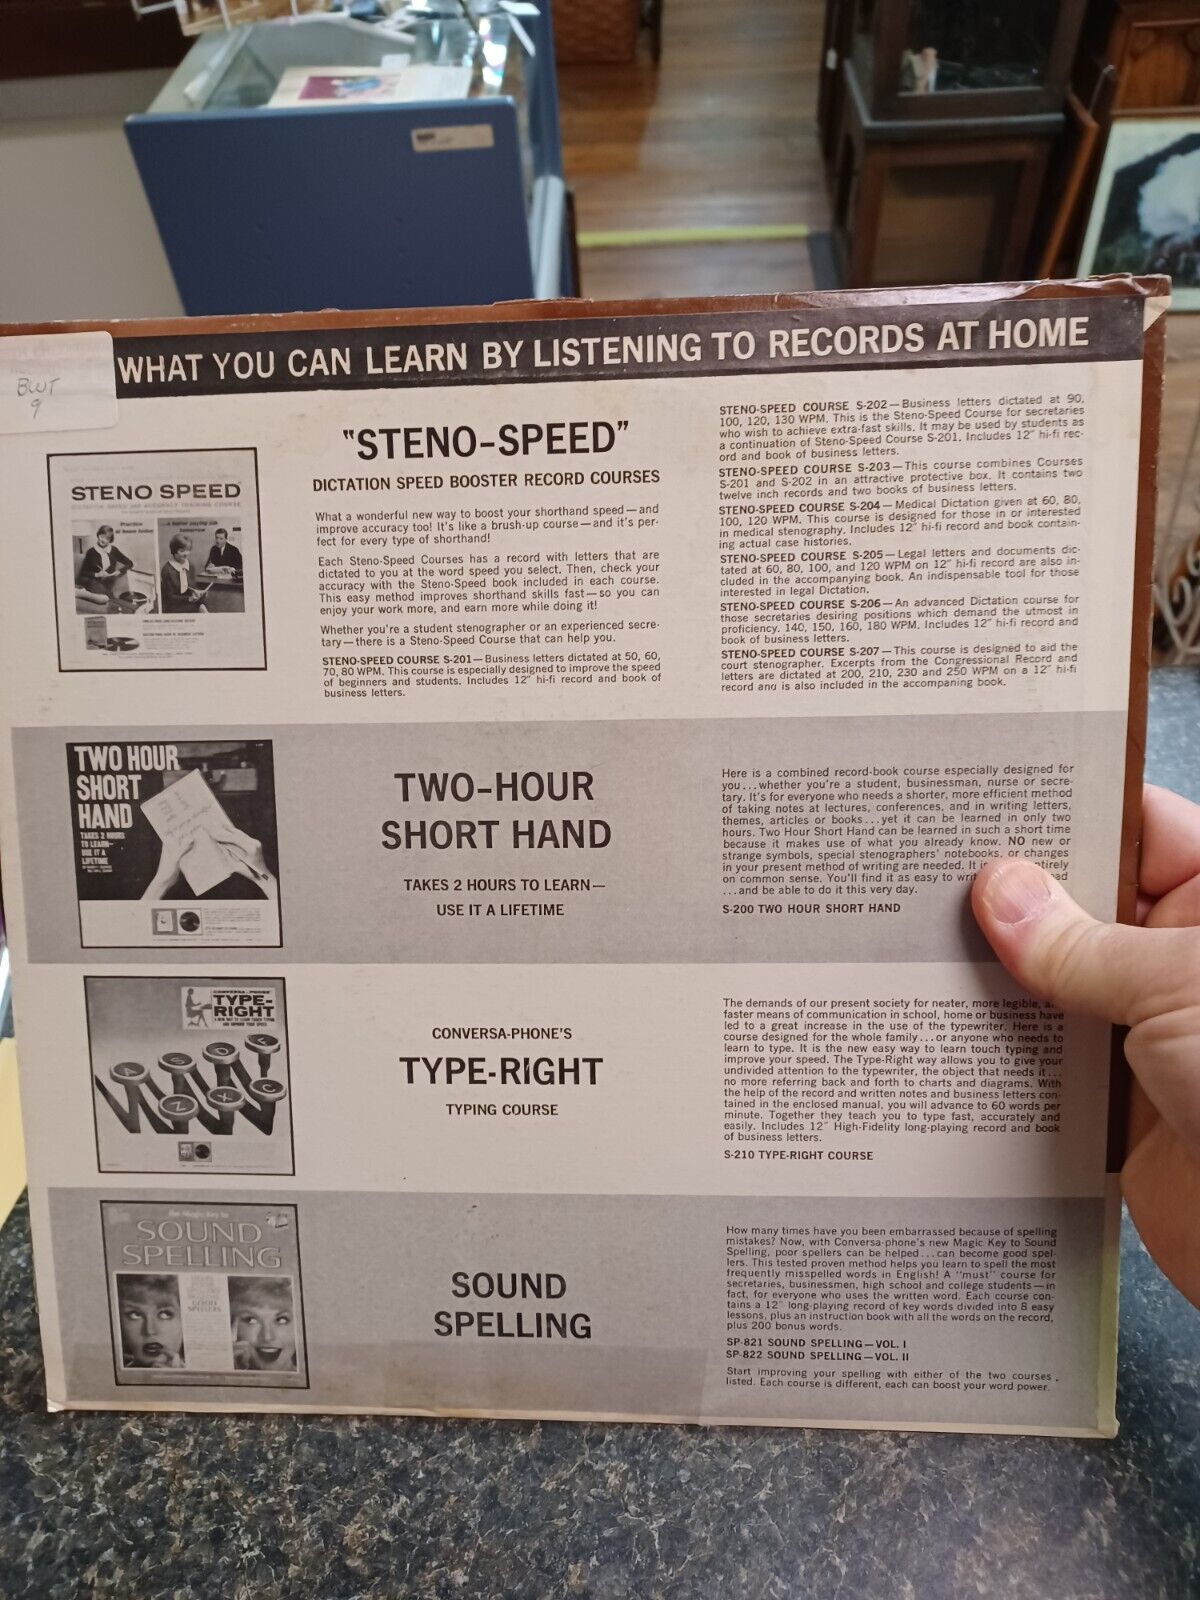 WHAT YOU CAN LEARN BY LISTENING TO RECORDS AT HOME
BWT
9
STENO SPEED
Practice
at home today
a better paying job
tomorrow
"STENO-SPEED"
DICTATION SPEED BOOSTER RECORD COURSES
What a wonderful new way to boost your shorthand speed — and
improve accuracy too! It's like a brush-up course — and it's per-
fect for every type of shorthand!
Each Steno-Speed Courses has a record with letters that are
dictated to you at the word speed you select. Then, check your
accuracy with the Steno-Speed book included in each course.
This easy method improves shorthand skills fast — so you can
enjoy your work more, and earn more while doing it!
Whether you're a student stenographer or an experienced secre-
tary — there is a Steno-Speed Course that can help you.
STENO-SPEED COURSE S-201 — Business letters dictated at 50, 60,
70, 80 WPM. This course is especially designed to improve the speed
of beginners and students. Includes 12" hi-fi record and book of
business letters.
STENO-SPEED COURSE S-202 — Business letters dictated at 90,
100, 120, 130 WPM. This is the Steno-Speed Course for secretaries
who wish to achieve extra-fast skills. It may be used by students as
a continuation of Steno-Speed Course S-201. Includes 12" hi-fi rec-
ord and book of business letters.
STENO-SPEED COURSE S-203 — This course combines Courses
S-201 and S-202 in an attractive protective box. It contains two
twelve inch records and two books of business letters.
STENO-SPEED COURSE S-204 — Medical Dictation given at 60, 80,
100, 120 WPM. This course is designed for those in or interested
in medical stenography. Includes 12" hi-fi record and book contain-
ing actual case histories.
STENO-SPEED COURSE S-205 — Legal letters and documents dic-
tated at 60, 80, 100, and 120 WPM on 12" hi-fi record are also in-
cluded in the accompanying book. An indispensable tool for those
interested in legal Dictation.
STENO-SPEED COURSE S-206 — An advanced Dictation course for
those secretaries desiring positions which demand the utmost in
proficiency. 140, 150, 160, 180 WPM. Includes 12" hi-fi record and
book of business letters.
STENO-SPEED COURSE S-207 — This course is designed to aid the
court stenographer. Excerpts from the Congressional Record and
letters are dictated at 200, 210, 230 and 250 WPM on a 12" hi-fi
record and is also included in the accompaning book.
TWO HOUR
SHORT
HAND
TAKES 2 HOURS
TO LEARN—
USE IT A
LIFETIME
TWO-HOUR
SHORT HAND
TAKES 2 HOURS TO LEARN —
USE IT A LIFETIME
Here is a combined record-book course especially designed for
you . . . whether you're a student, businessman, nurse or secre-
tary. It's for everyone who needs a shorter, more efficient method
of taking notes at lectures, conferences, and in writing letters,
themes, articles or books . . . yet it can be learned in only two
hours. Two Hour Short Hand can be learned in such a short time
because it makes use of what you already know. NO new or
strange symbols, special stenographers' notebooks, or changes
in your present method of writing are needed. It
on common sense. You'll find it as easy to
. . . and be able to do it this very day.
S-200 TWO HOUR SHORT HAND
CONVERSA-PHONE'
TYPE-
RIGHT
A S D F
Z X C
CONVERSA-PHONE'S
TYPE-RIGHT
TYPING COURSE
The demands of our present society for neater, more legible,
faster means of communication in school, home or business have
led to a great increase in the use of the typewriter. Here is a
course designed for the whole family . . . or anyone who needs to
learn to type. It is the new easy way to learn touch typing and
improve your speed. The Type-Right way allows you to give your
undivided attention to the typewriter, the object that needs it . . .
no more referring back and forth to charts and diagrams. With
the help of the record and written notes and business letters con-
tained in the enclosed manual, you will advance to 60 words per
minute. Together they teach you to type fast, accurately and
easily. Includes 12" High-Fidelity long-playing record and book
of business letters.
S-210 TYPE-RIGHT COURSE
the Magic Key to
SOUND
SPELLING
GOOD
SPELLERS
SOUND
SPELLING
How many times have you been embarrassed because of spelling
mistakes? Now, with Conversa-phone's new Magic Key to Sound
Spelling, poor spellers can be helped . . . can become good spel-
lers. This tested proven method helps you learn to spell the most
frequently misspelled words in English! A "must" course for
secretaries, businessmen, high school and college students — in
fact, for everyone who uses the written word. Each course con-
tains a 12" long-playing record of key words divided into 8 easy
lessons, plus an instruction book with all the words on the record,
plus 200 bonus words.
SP-821 SOUND SPELLING — VOL. I
SP-822 SOUND SPELLING — VOL. II
Start improving your spelling with either of the two courses
listed. Each course is different, each can boost your word power.